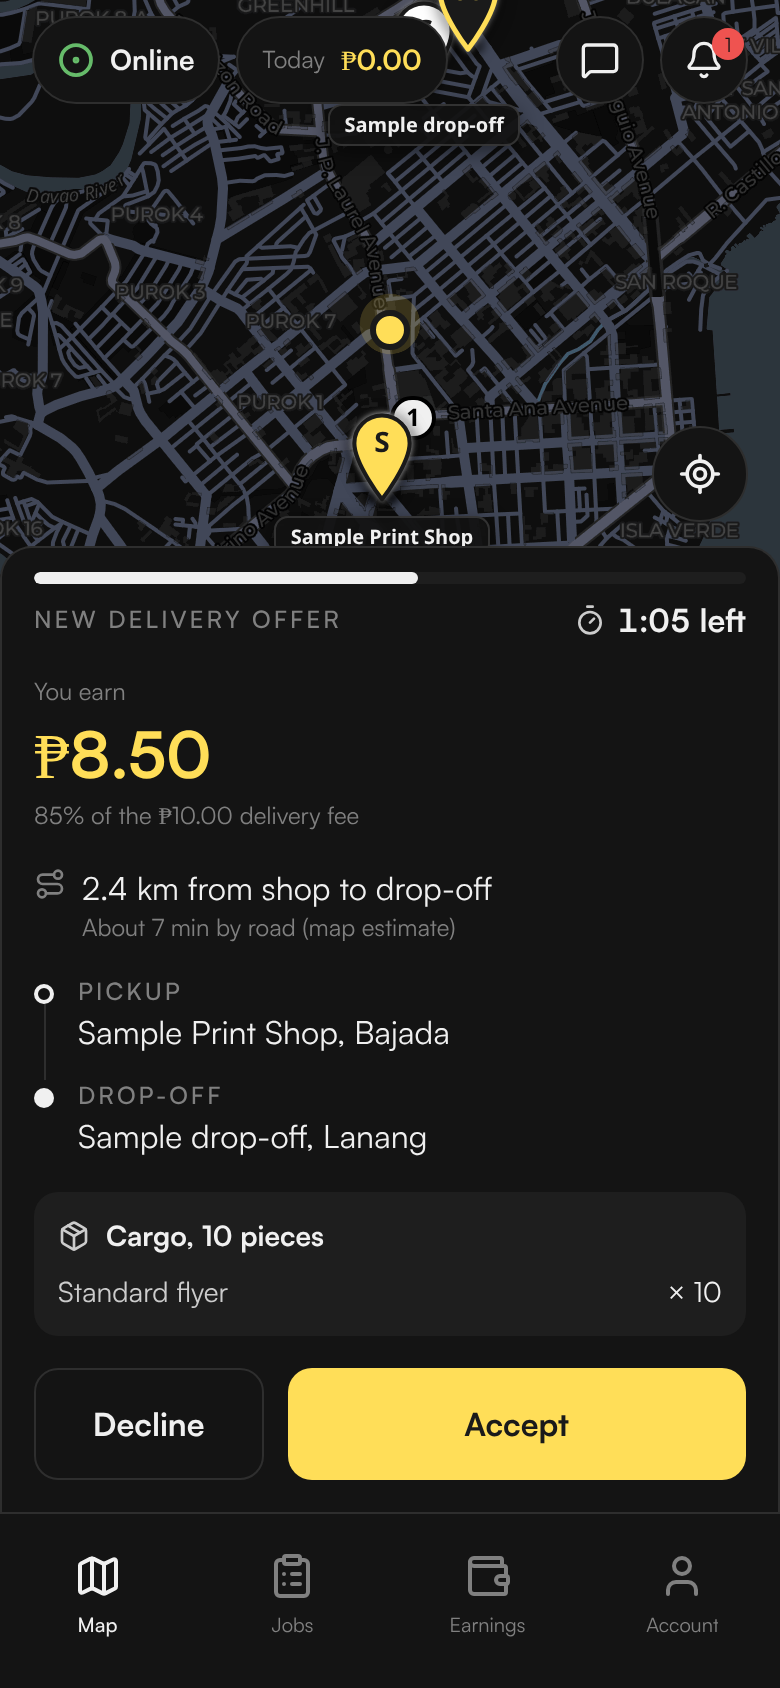 GREENHILL
Online
Today ₱0.00
1
SAN
ANTONIO
Sample drop-off
J.P. Laurel Avenue
Davao River
PUROK 4
R. Castillo
SAN ROQUE
PUROK 3
PUROK 7
PUROK 1
1
Santa Ana Avenue
S
Sample Print Shop
ISLA VERDE
NEW DELIVERY OFFER
1:05 left
You earn
₱8.50
85% of the ₱10.00 delivery fee
2.4 km from shop to drop-off
About 7 min by road (map estimate)
PICKUP
Sample Print Shop, Bajada
DROP-OFF
Sample drop-off, Lanang
Cargo, 10 pieces
Standard flyer × 10
Decline
Accept
Map
Jobs
Earnings
Account